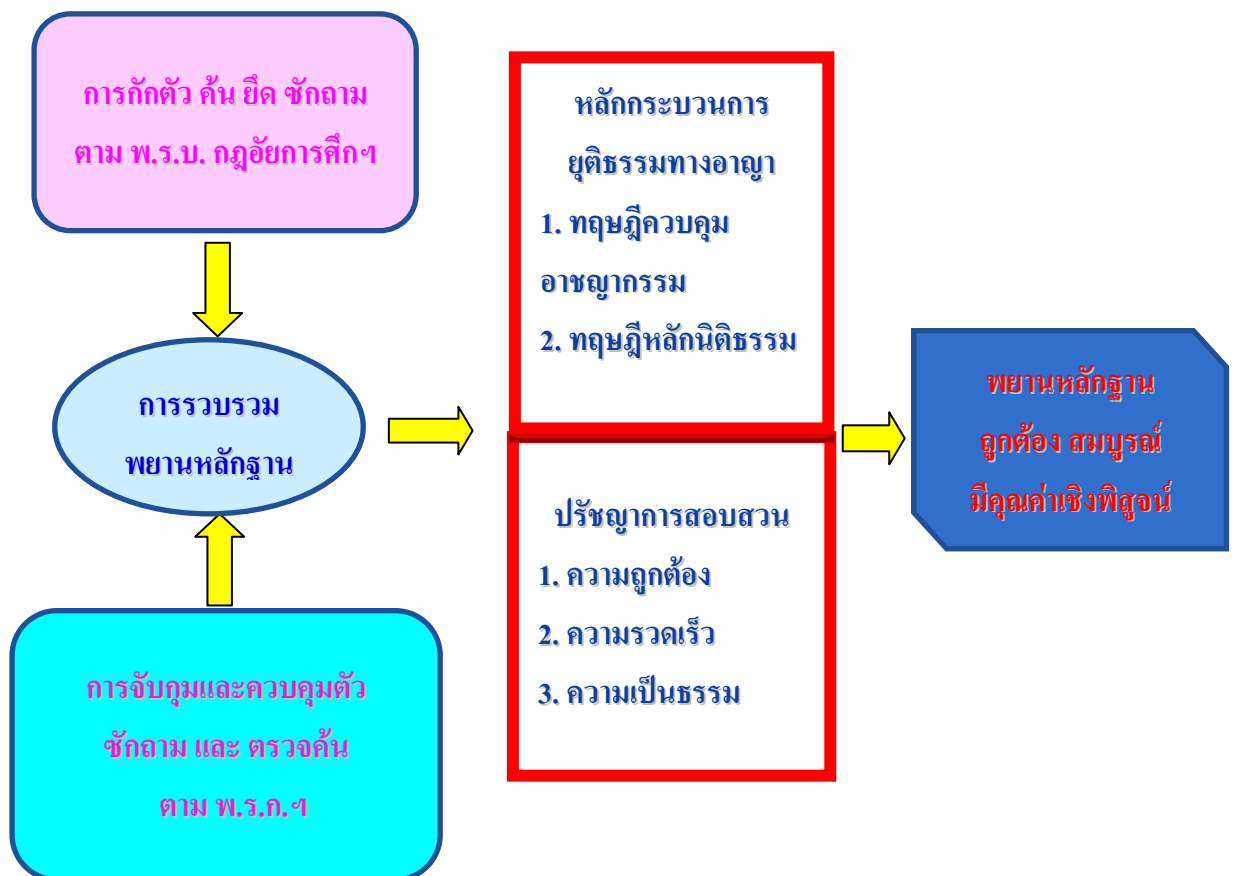 การกักตัว ค้น ยึด ซักถาม
ตาม พ.ร.บ. กฎอัยการศึกฯ
การรวบรวม
พยานหลักฐาน
การจับกุมและควบคุมตัว
ซักถาม และ ตรวจค้น
ตาม พ.ร.ก.ฯ
หลักกระบวนการ
ยุติธรรมทางอาญา
1. ทฤษฎีควบคุม
อาชญากรรม
2. ทฤษฎีหลักนิติธรรม
ปรัชญาการสอบสวน
1. ความถูกต้อง
2. ความรวดเร็ว
3. ความเป็นธรรม
พยานหลักฐาน
ถูกต้อง สมบูรณ์
มีคุณค่าเชิงพิสูจน์